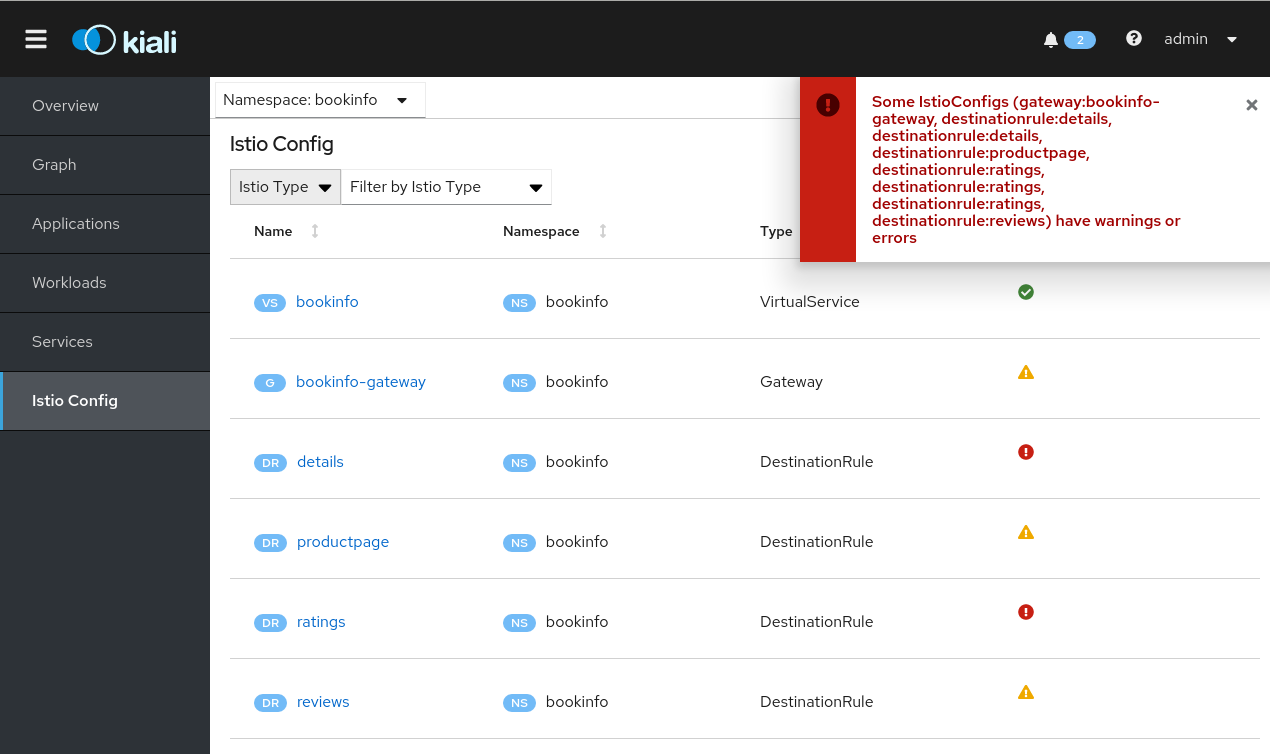 kiali
2
admin
Overview
Graph
Applications
Workloads
Services
Istio Config
Namespace: bookinfo
Istio Config
Istio Type
Filter by Istio Type
Some IstioConfigs (gateway:bookinfo-
gateway, destinationrule:details,
destinationrule:details,
destinationrule:productpage,
destinationrule:ratings,
destinationrule:ratings,
destinationrule:ratings,
destinationrule:reviews) have warnings or
errors
Name Namespace Type
VS bookinfo NS bookinfo VirtualService
G bookinfo-gateway NS bookinfo Gateway
DR details NS bookinfo DestinationRule
DR productpage NS bookinfo DestinationRule
DR ratings NS bookinfo DestinationRule
DR reviews NS bookinfo DestinationRule